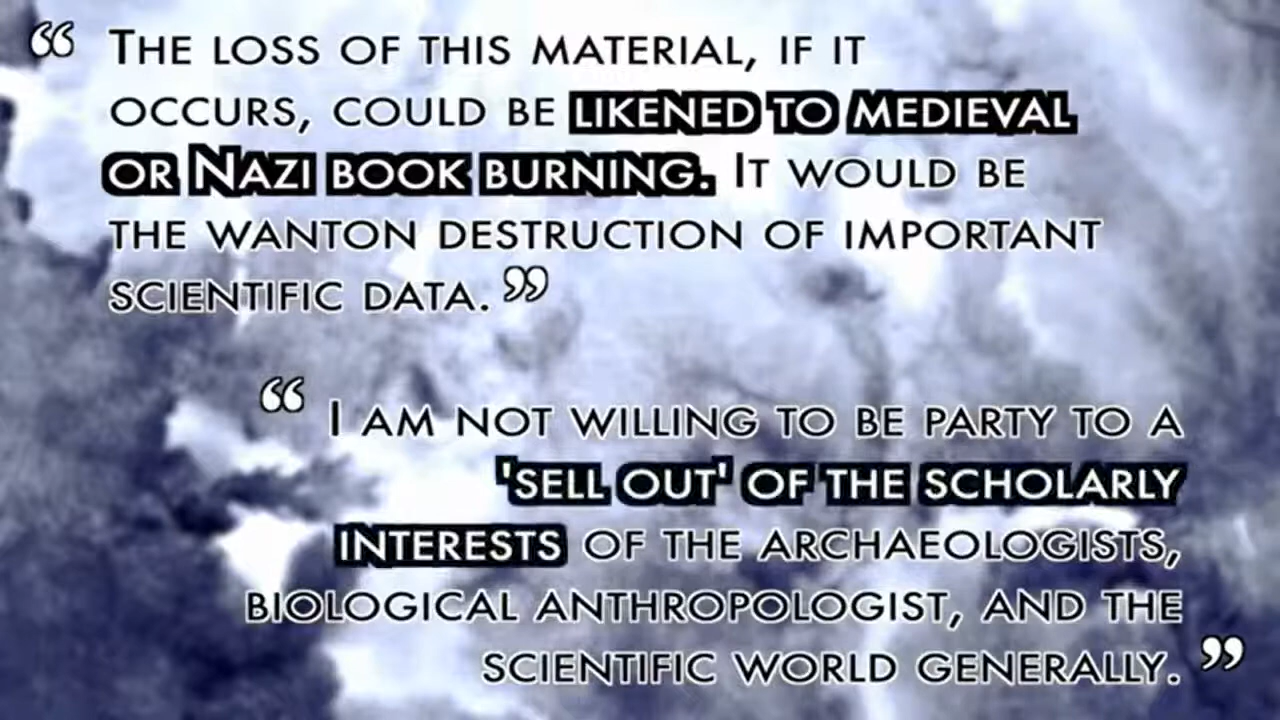 “ The loss of this material, if it
occurs, could be likened to medieval
or Nazi book burning. It would be
the wanton destruction of important
scientific data. ”
“ I am not willing to be party to a
'sell out' of the scholarly
interests of the archaeologists,
biological anthropologist, and the
scientific world generally. ”